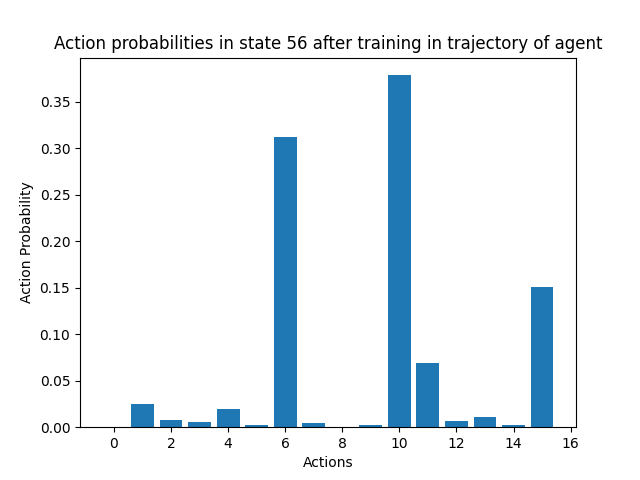 Action probabilities in state 56 after training in trajectory of agent
0.35
0.30
0.25
0.20
0.15
0.10
0.05
0.00
Action Probability
0 2 4 6 8 10 12 14 16
Actions